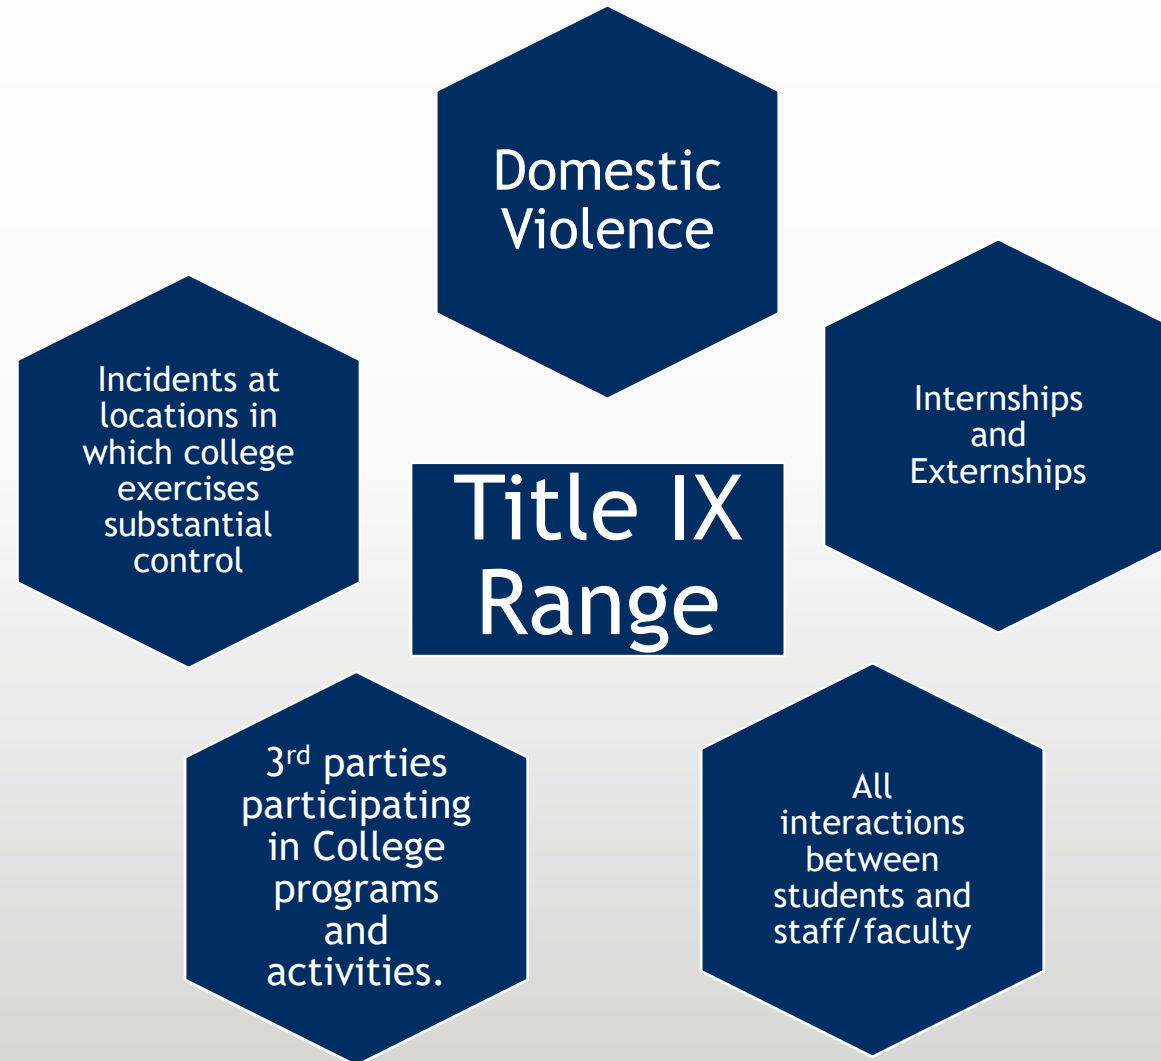 Domestic
Violence
Incidents at
locations in
which college
exercises
substantial
control
Internships
and
Externships
Title IX
Range
3rd parties
participating
in College
programs
and
activities.
All
interactions
between
students and
staff/faculty